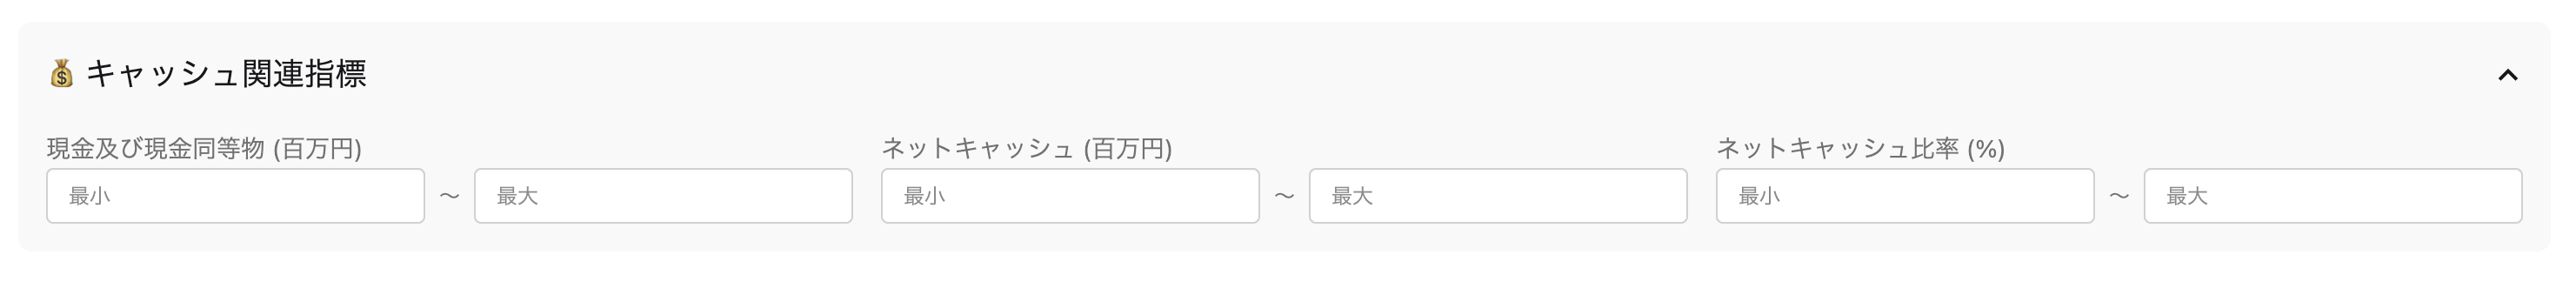 💰 キャッシュ関連指標
現金及び現金同等物 (百万円)
最小 ～ 最大
ネットキャッシュ (百万円)
最小 ～ 最大
ネットキャッシュ比率 (%)
最小 ～ 最大